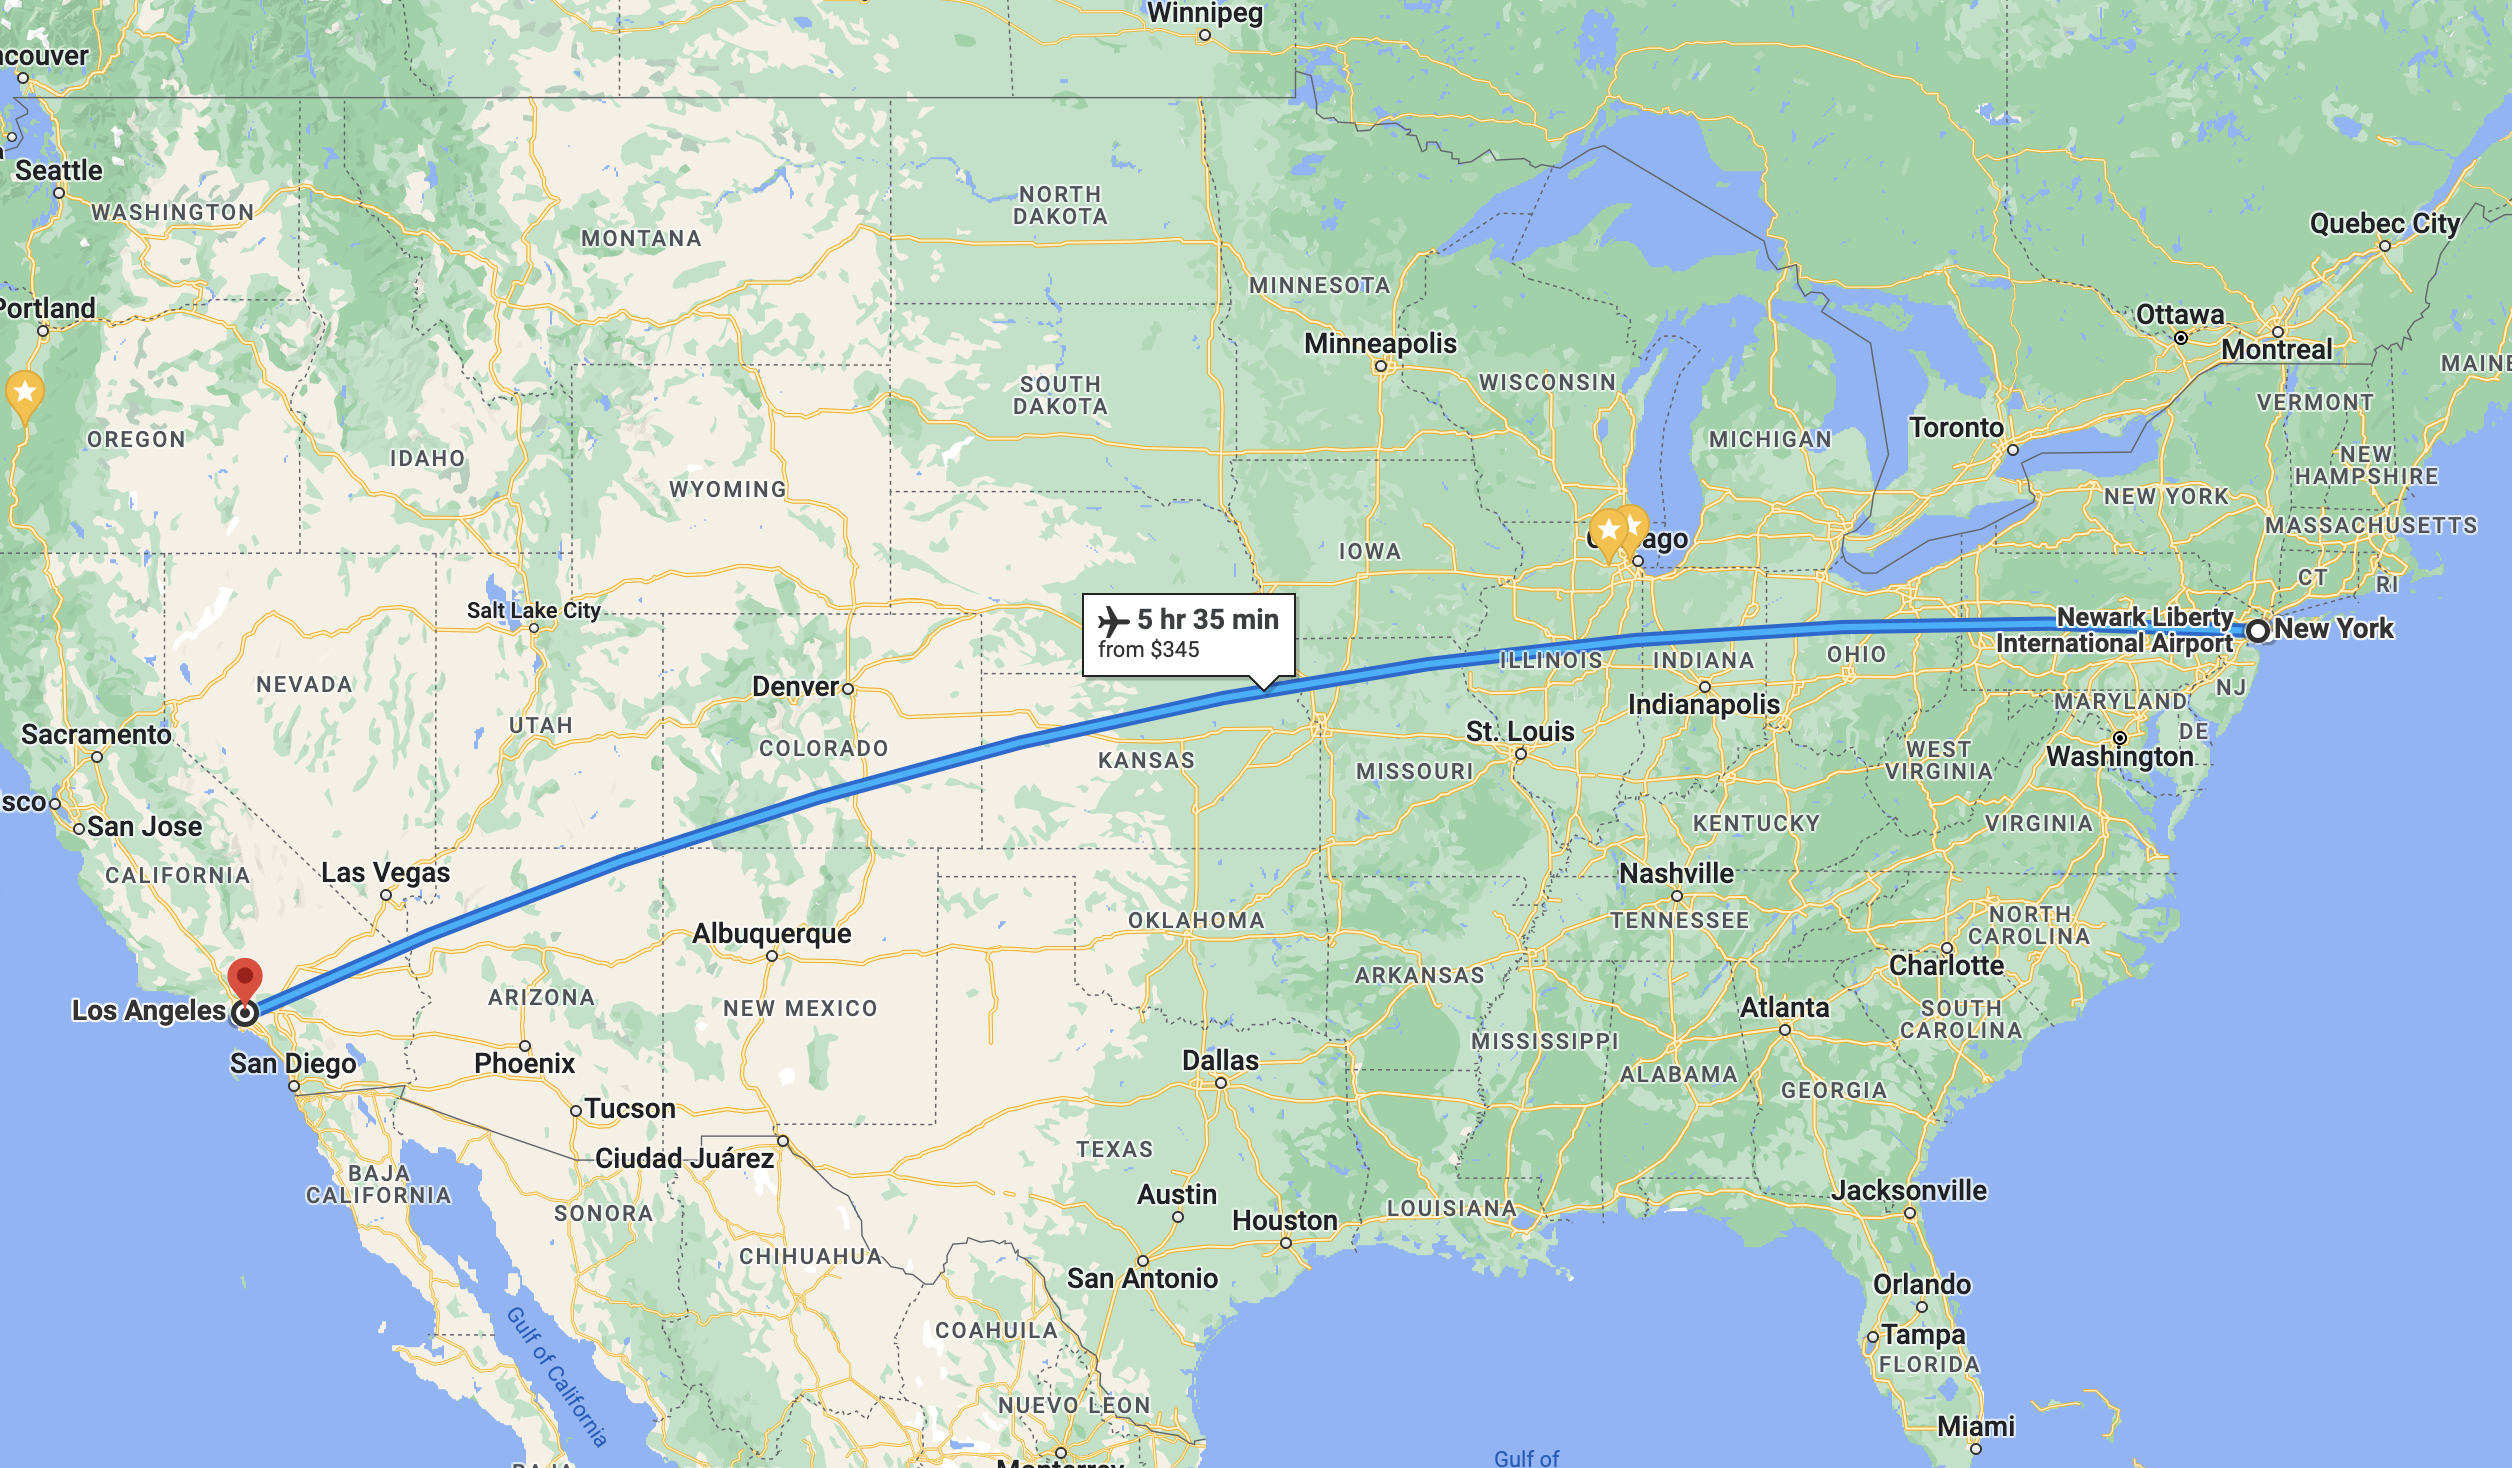 Winnipeg
ncouver
Seattle
WASHINGTON
NORTH
DAKOTA
MONTANA
Quebec City
MINNESOTA
Portland
Ottawa
Minneapolis
Montreal
MAINE
SOUTH
DAKOTA
WISCONSIN
VERMONT
OREGON
MICHIGAN
Toronto
IDAHO
NEW
HAMPSHIRE
WYOMING
NEW YORK
MASSACHUSETTS
IOWA
C ago
CT
RI
Salt Lake City
5 hr 35 min
from $345
Newark Liberty
International Airport
New York
NEVADA
Denver
ILLINOIS
INDIANA
OHIO
NJ
Indianapolis
MARYLAND
UTAH
Sacramento
COLORADO
KANSAS
St. Louis
DE
WEST
VIRGINIA
Washington
MISSOURI
sco
San Jose
KENTUCKY
VIRGINIA
CALIFORNIA
Las Vegas
Nashville
TENNESSEE
Albuquerque
OKLAHOMA
NORTH
CAROLINA
Charlotte
ARKANSAS
Los Angeles
ARIZONA
NEW MEXICO
Atlanta
SOUTH
CAROLINA
San Diego
Phoenix
Dallas
MISSISSIPPI
ALABAMA
GEORGIA
Tucson
Ciudad Juárez
TEXAS
BAJA
CALIFORNIA
SONORA
Austin
Houston
LOUISIANA
Jacksonville
CHIHUAHUA
San Antonio
Orlando
Gulf of California
COAHUILA
Tampa
FLORIDA
NUEVO LEON
Miami
Monterrey
Gulf of
BAJA